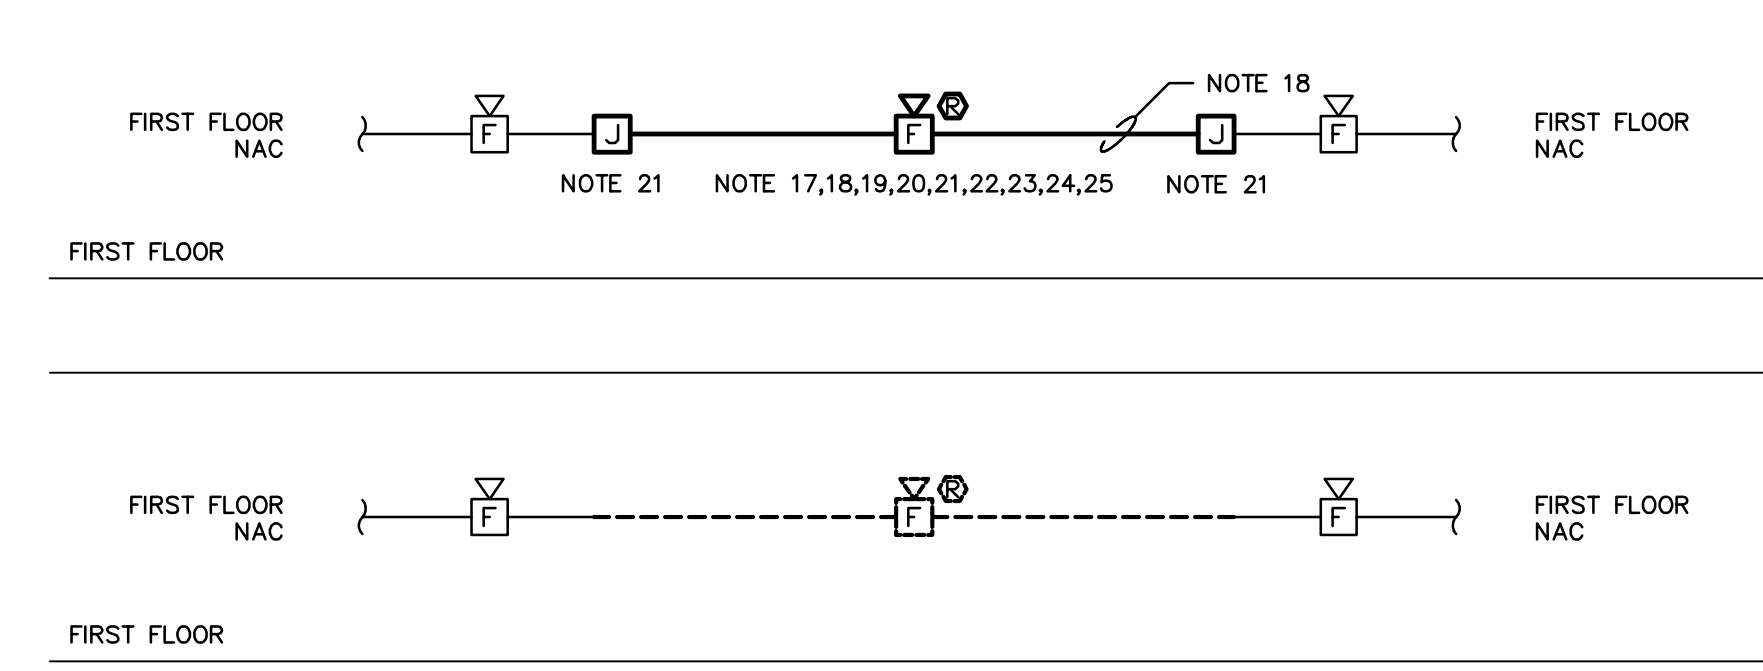 NOTE 18
FIRST FLOOR
NAC
F
J
F
R
J
F
FIRST FLOOR
NAC
NOTE 21
NOTE 17,18,19,20,21,22,23,24,25
NOTE 21
FIRST FLOOR
FIRST FLOOR
NAC
F
F
R
F
FIRST FLOOR
NAC
FIRST FLOOR